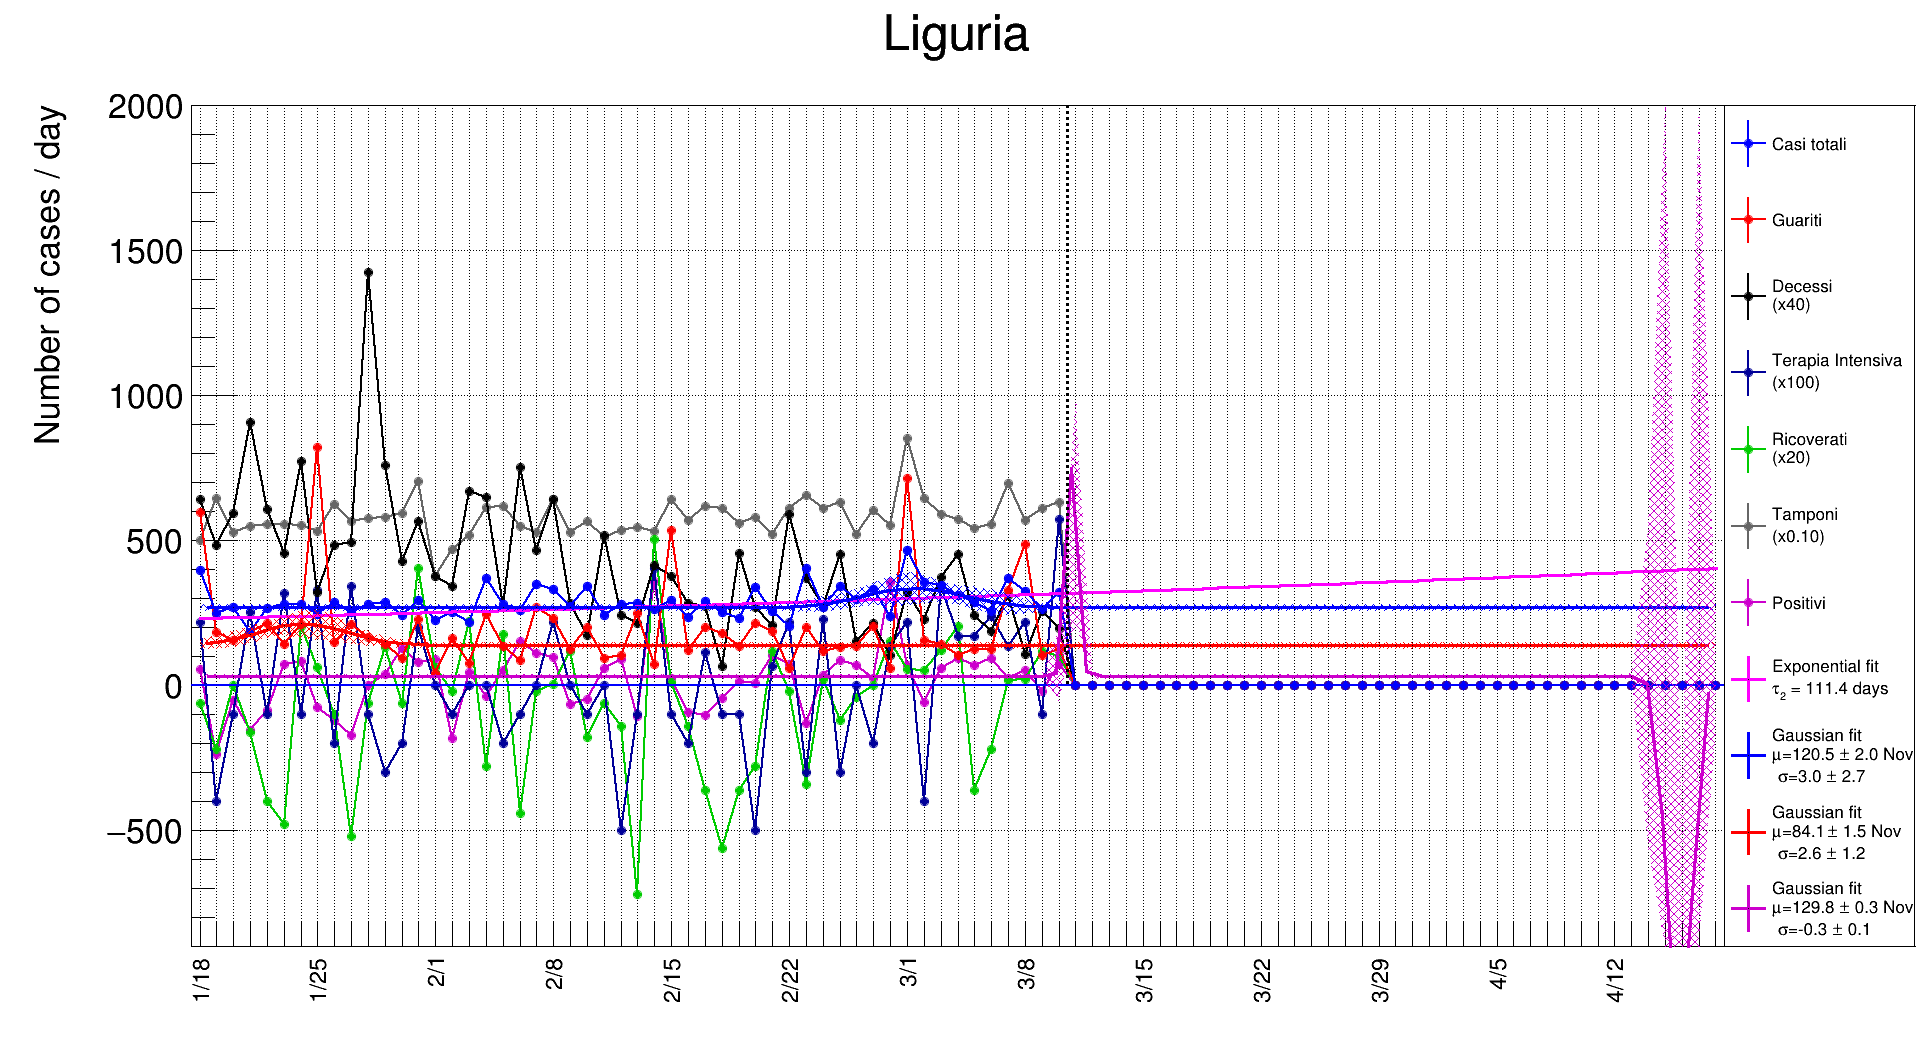 Liguria
Number of cases / day
2000
1500
1000
500
0
−500
1/18
1/25
2/1
2/8
2/15
2/22
3/1
3/8
3/15
3/22
3/29
4/5
4/12
Casi totali
Guariti
Decessi
(x40)
Terapia Intensiva
(x100)
Ricoverati
(x20)
Tamponi
(x0.10)
Positivi
Exponential fit
τ₂ = 111.4 days
Gaussian fit
μ=120.5 ± 2.0 Nov
σ=3.0 ± 2.7
Gaussian fit
μ=84.1 ± 1.5 Nov
σ=2.6 ± 1.2
Gaussian fit
μ=129.8 ± 0.3 Nov
σ=-0.3 ± 0.1